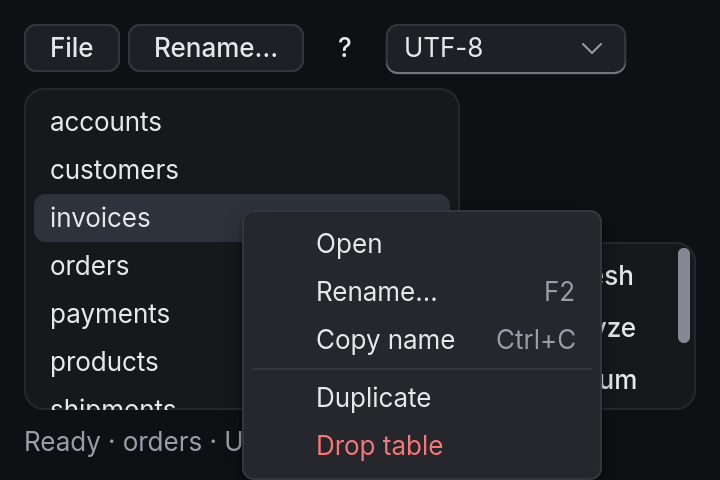 File Rename... ? UTF-8
accounts
customers
invoices
orders
payments
products
shipments
Open
Rename... F2
Copy name Ctrl+C
Duplicate
Drop table
Ready · orders ·